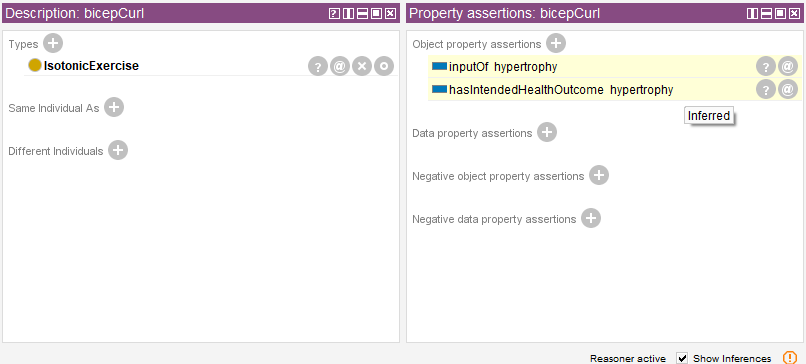 Description: bicepCurl
Types
IsotonicExercise
Same Individual As
Different Individuals
Property assertions: bicepCurl
Object property assertions
inputOf hypertrophy
hasIntendedHealthOutcome hypertrophy
Inferred
Data property assertions
Negative object property assertions
Negative data property assertions
Reasoner active Show Inferences